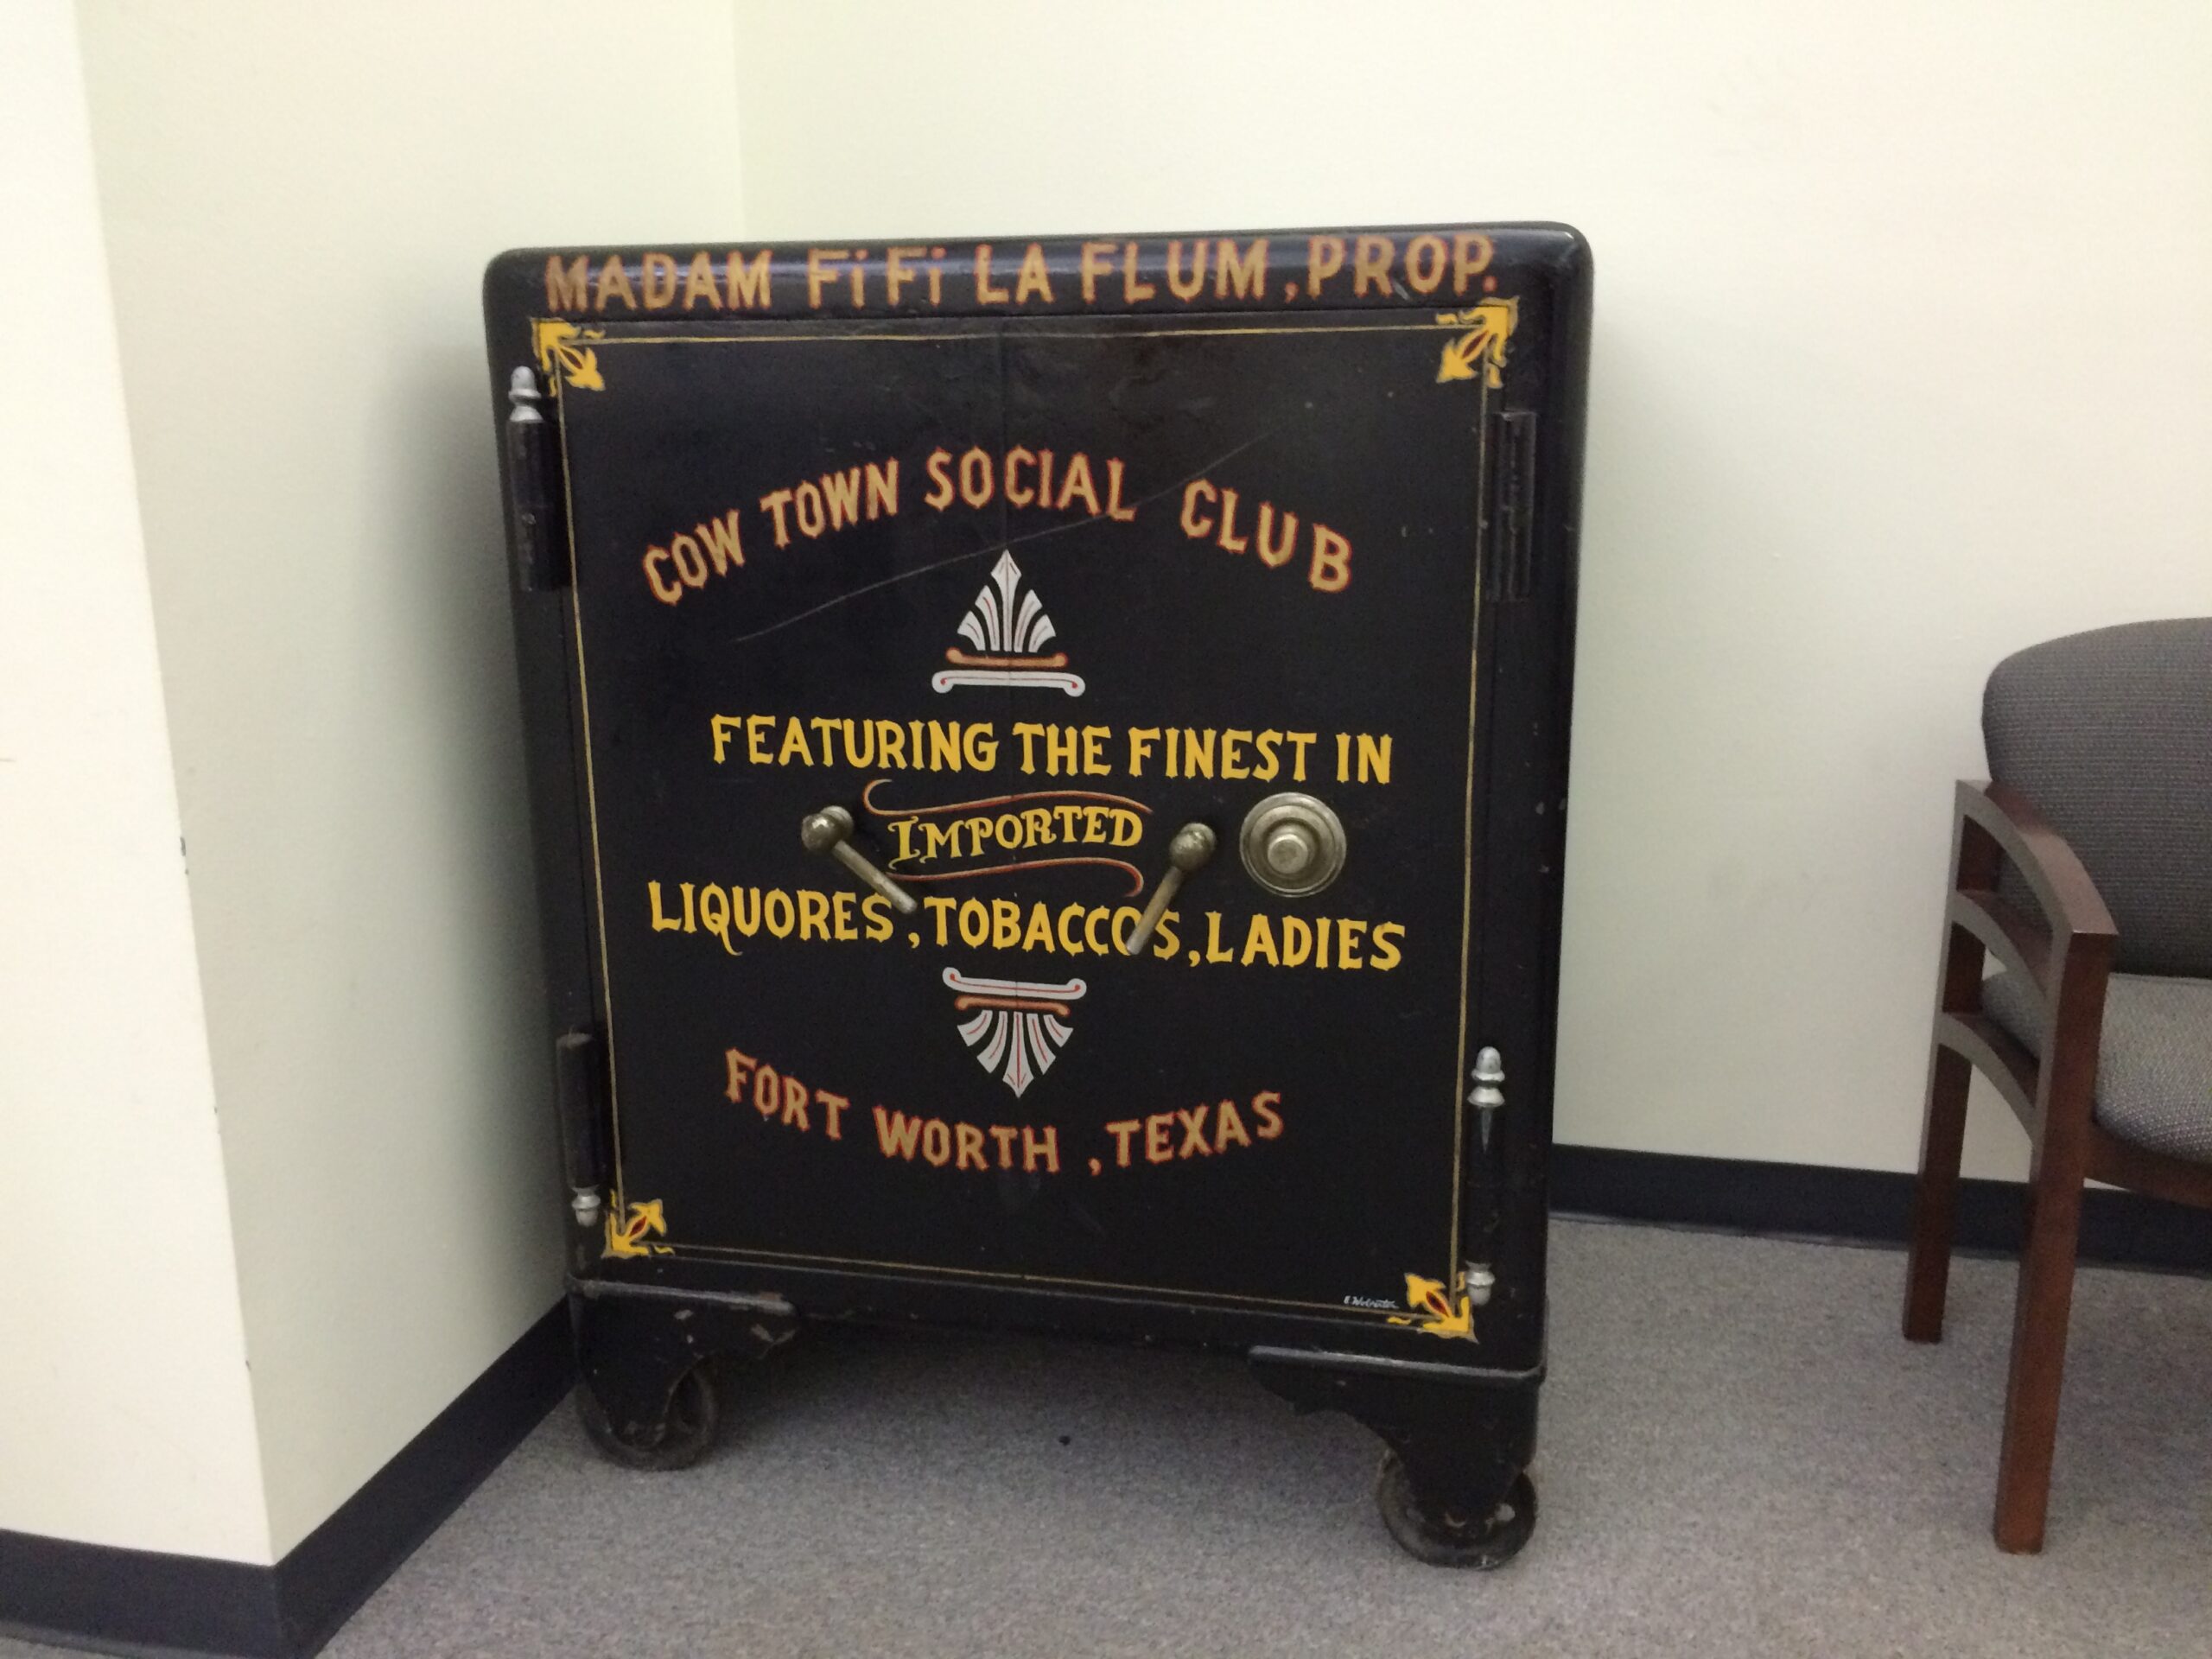 MADAM FiFi LA FLUM, PROP.
COW TOWN SOCIAL CLUB
FEATURING THE FINEST IN
IMPORTED
LIQUORES, TOBACCOS, LADIES
FORT WORTH, TEXAS